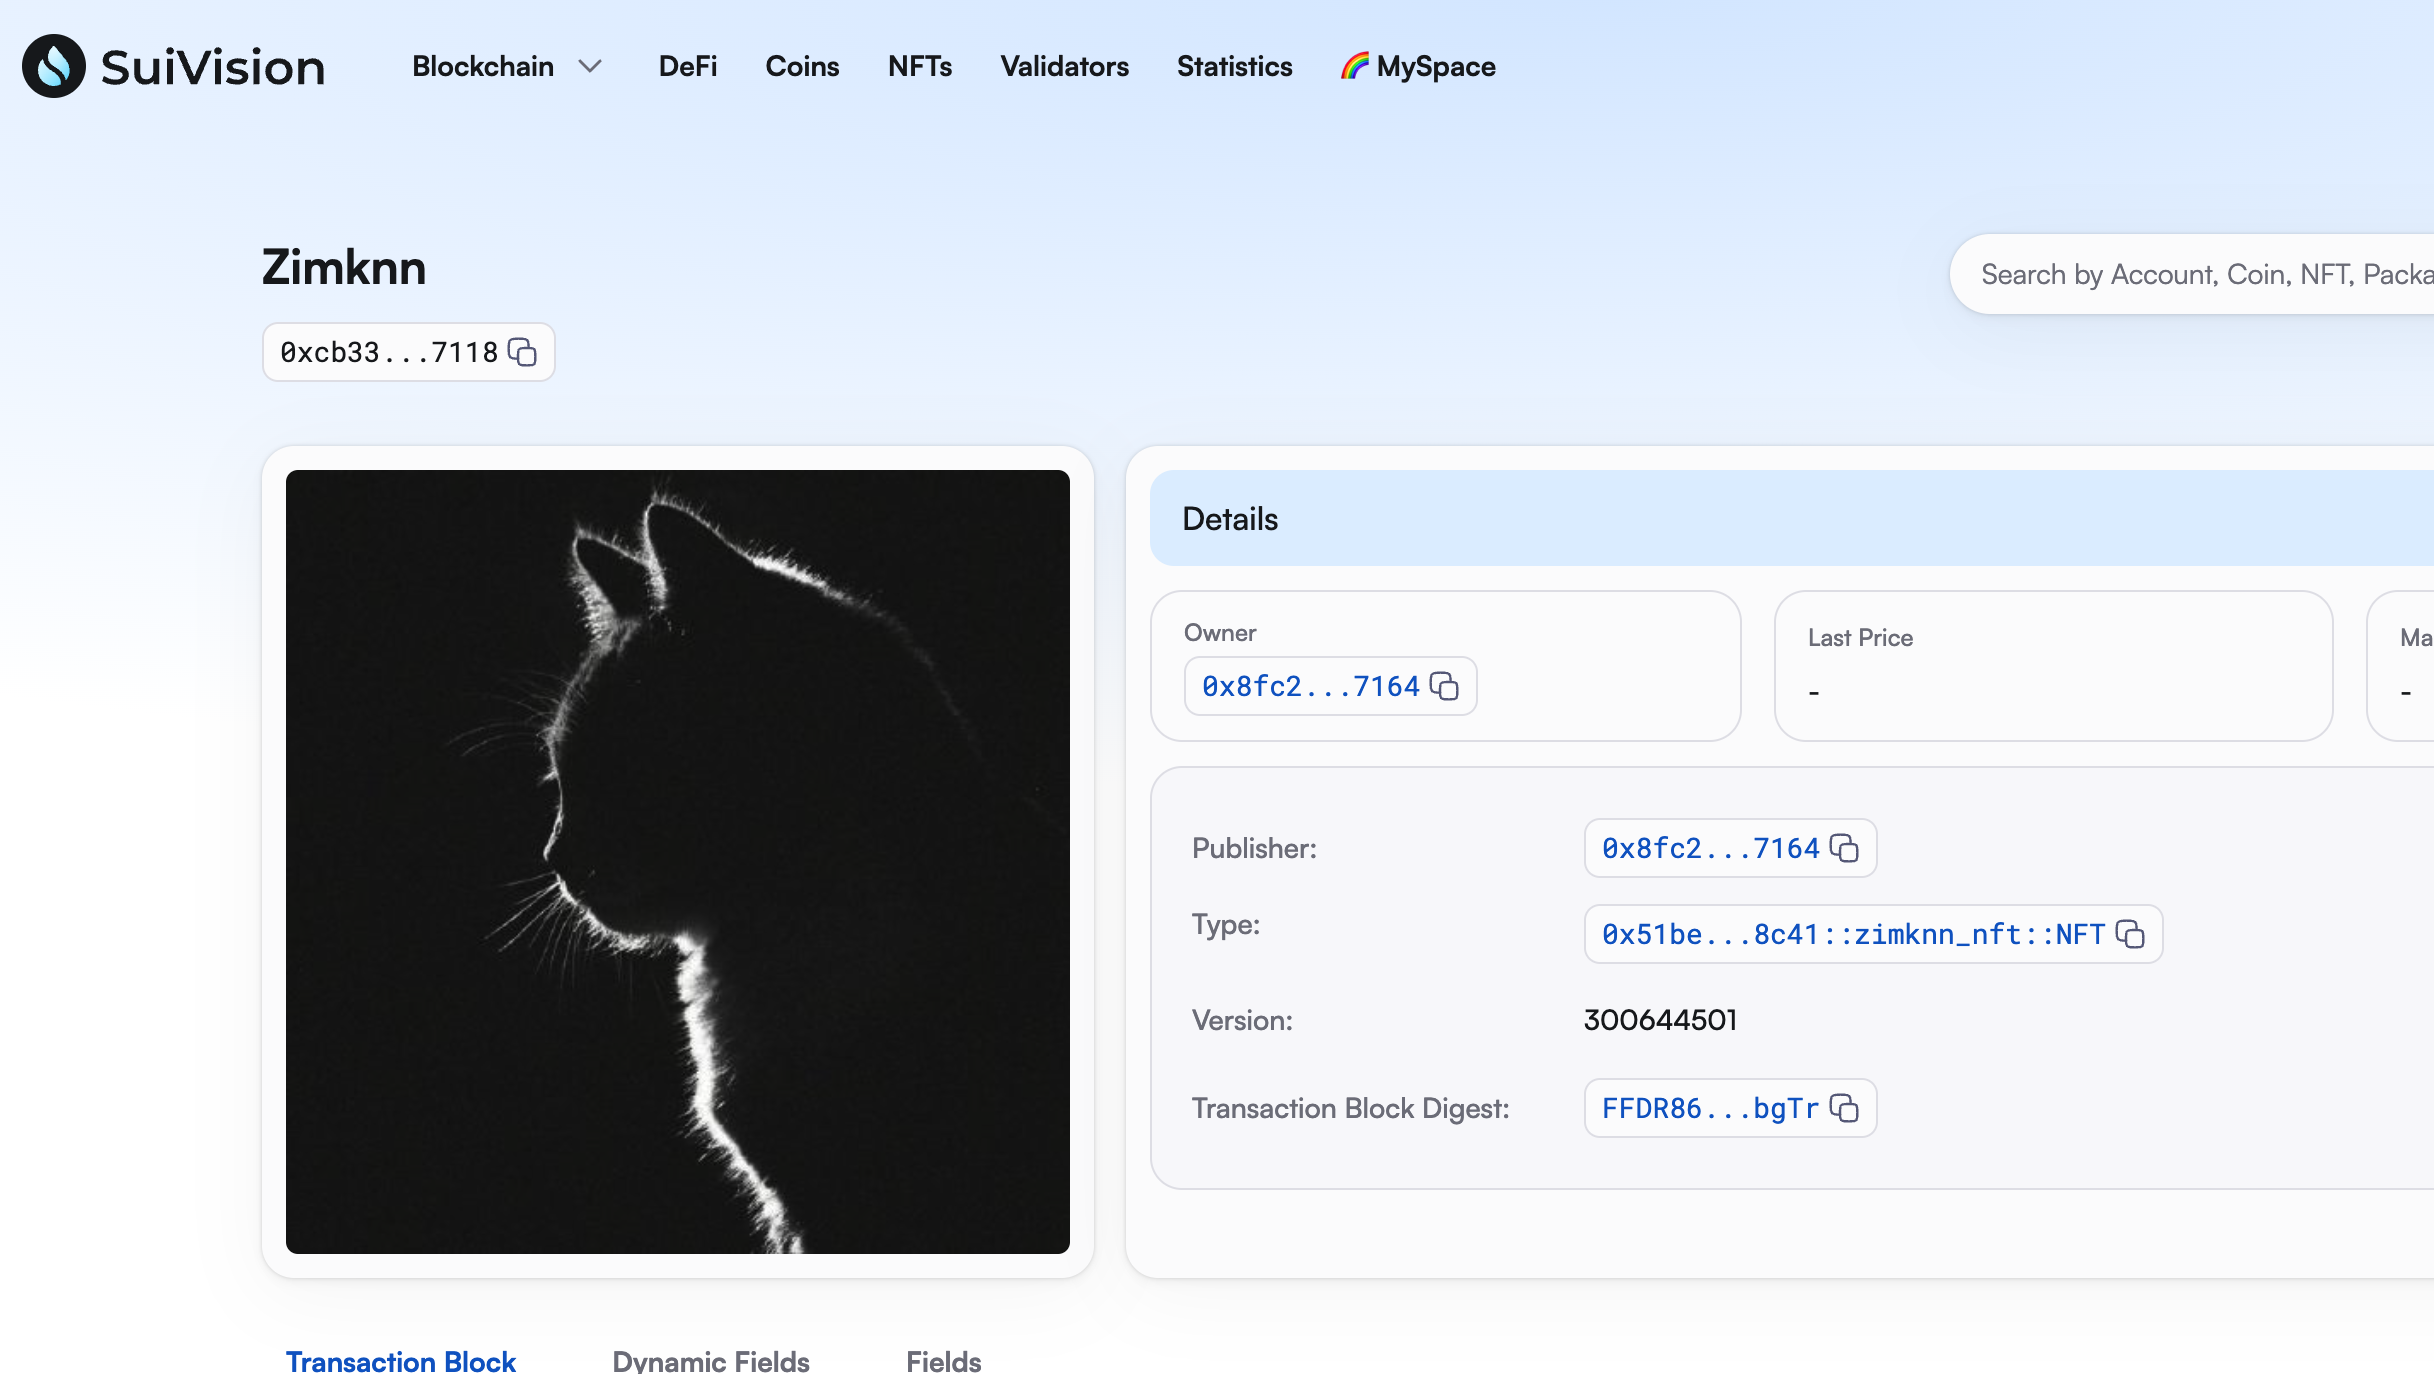 SuiVision
Blockchain DeFi Coins NFTs Validators Statistics MySpace
Zimknn
Search by Account, Coin, NFT, Packa
0xcb33...7118
Details
Owner
0x8fc2...7164
Last Price
-
Ma
-
Publisher: 0x8fc2...7164
Type: 0x51be...8c41::zimknn_nft::NFT
Version: 300644501
Transaction Block Digest: FFDR86...bgTr
Transaction Block Dynamic Fields Fields